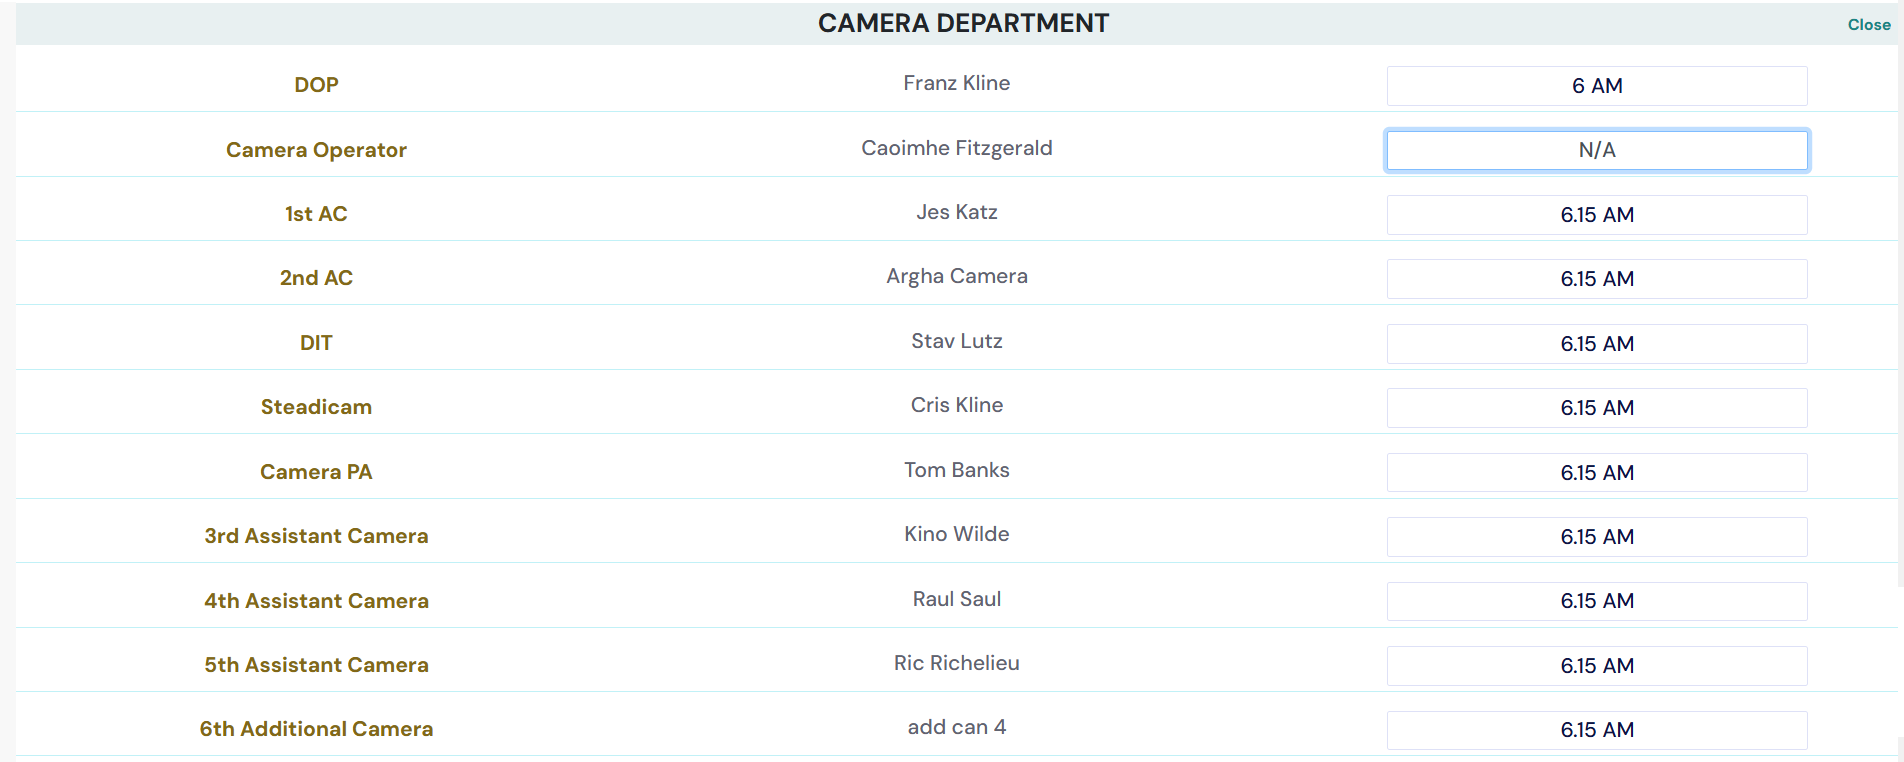 CAMERA DEPARTMENT Close
DOP Franz Kline 6 AM
Camera Operator Caoimhe Fitzgerald N/A
1st AC Jes Katz 6.15 AM
2nd AC Argha Camera 6.15 AM
DIT Stav Lutz 6.15 AM
Steadicam Cris Kline 6.15 AM
Camera PA Tom Banks 6.15 AM
3rd Assistant Camera Kino Wilde 6.15 AM
4th Assistant Camera Raul Saul 6.15 AM
5th Assistant Camera Ric Richelieu 6.15 AM
6th Additional Camera add can 4 6.15 AM